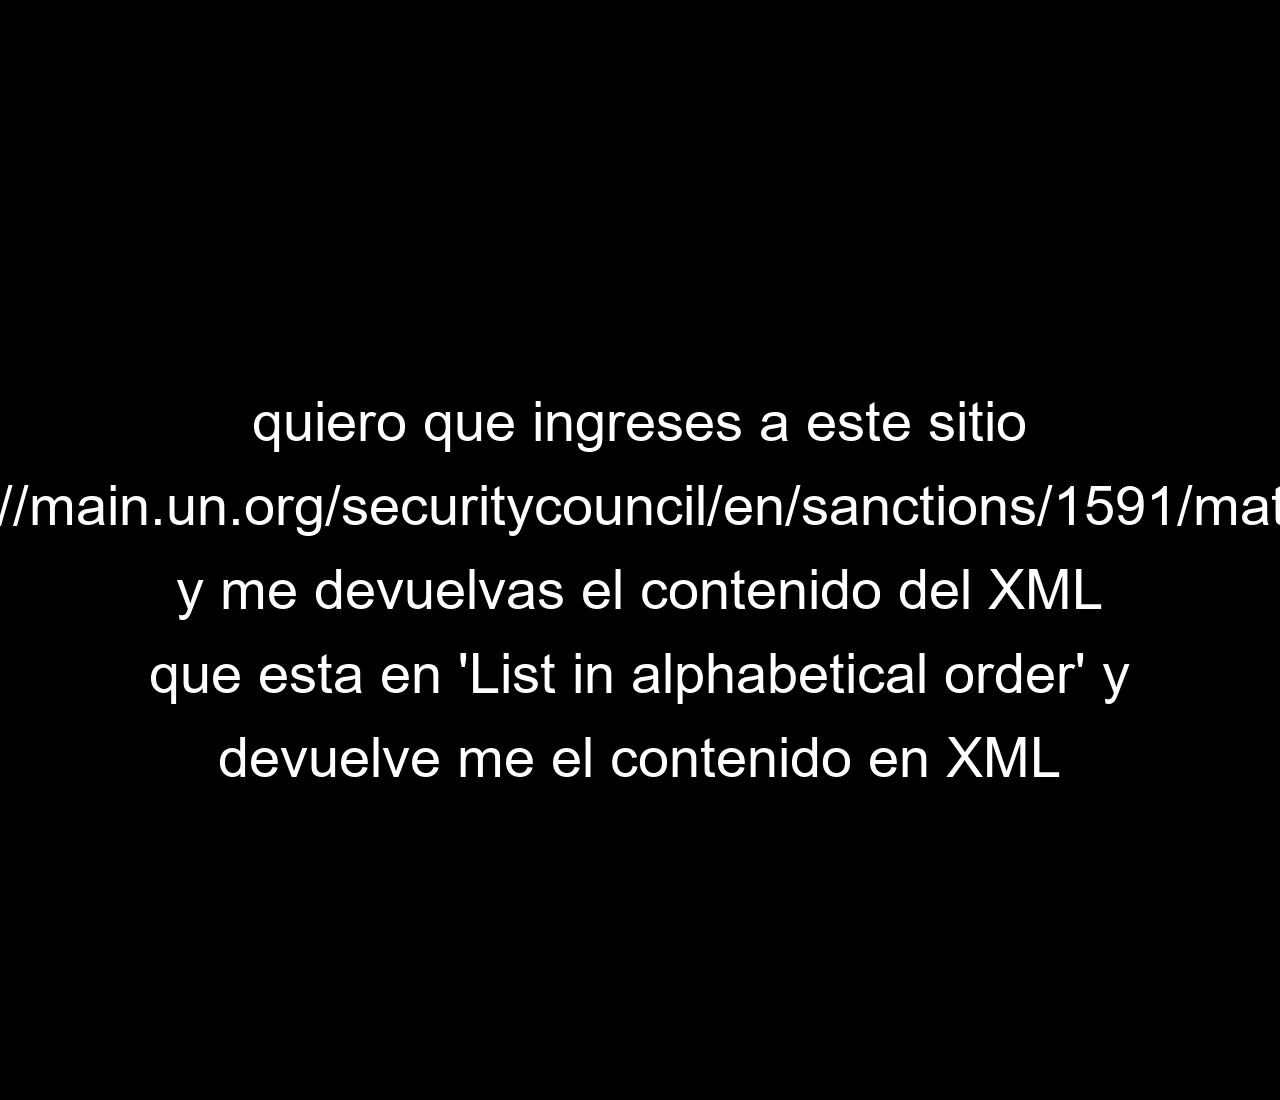 quiero que ingreses a este sitio
//main.un.org/securitycouncil/en/sanctions/1591/mat
y me devuelvas el contenido del XML
que esta en 'List in alphabetical order' y
devuelve me el contenido en XML